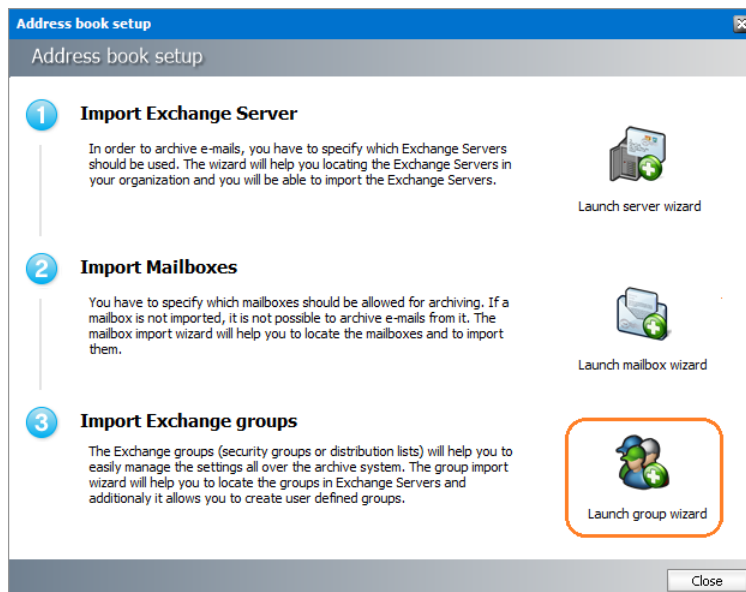 Address book setup
Address book setup
1
Import Exchange Server
In order to archive e-mails, you have to specify which Exchange Servers
should be used. The wizard will help you locating the Exchange Servers in
your organization and you will be able to import the Exchange Servers.
Launch server wizard
2
Import Mailboxes
You have to specify which mailboxes should be allowed for archiving. If a
mailbox is not imported, it is not possible to archive e-mails from it. The
mailbox import wizard will help you to locate the mailboxes and to import
them.
Launch mailbox wizard
3
Import Exchange groups
The Exchange groups (security groups or distribution lists) will help you to
easily manage the settings all over the archive system. The group import
wizard will help you to locate the groups in Exchange Servers and
additionaly it allows you to create user defined groups.
Launch group wizard
Close